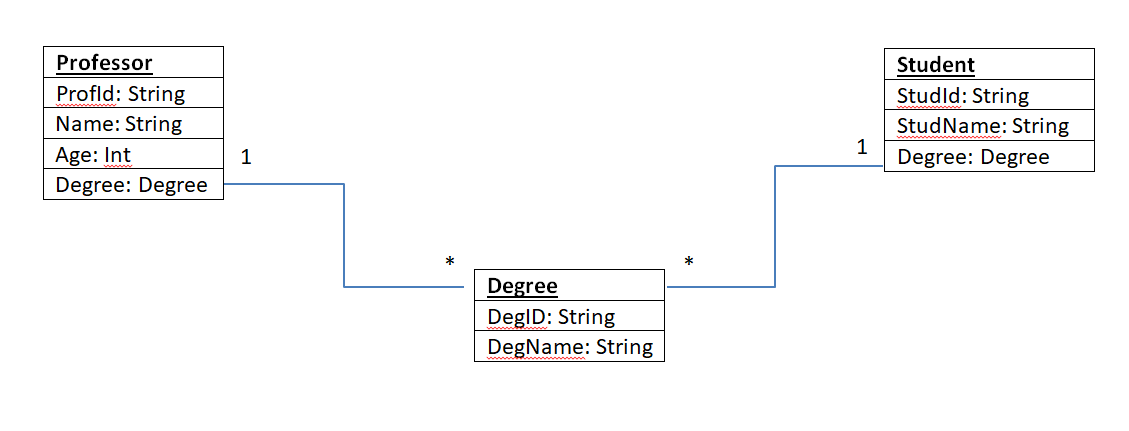 Professor
ProfId: String
Name: String
Age: Int
Degree: Degree
1
*
Student
StudId: String
StudName: String
Degree: Degree
1
*
Degree
DegID: String
DegName: String